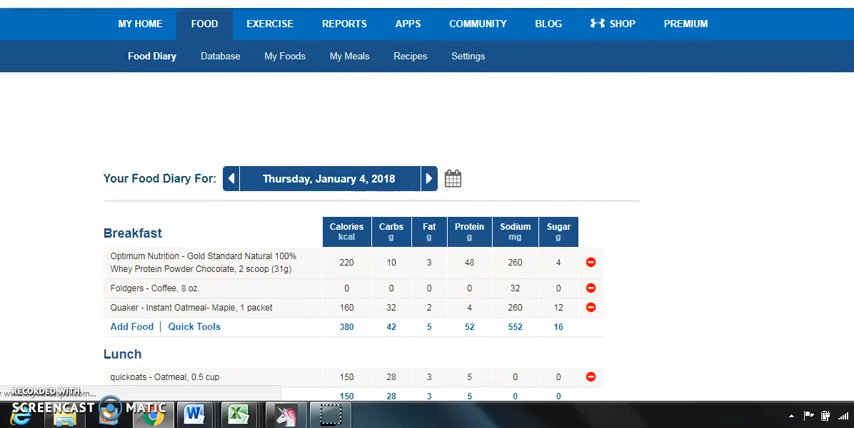 MY HOME FOOD EXERCISE REPORTS APPS COMMUNITY BLOG SHOP PREMIUM
Food Diary Database My Foods My Meals Recipes Settings
Your Food Diary For: Thursday, January 4, 2018
Breakfast Calories Carbs Fat Protein Sodium Sugar
kcal g g g mg g
Optimum Nutrition - Gold Standard Natural 100%
Whey Protein Powder Chocolate, 2 scoop (31g) 220 10 3 48 260 4
Foldgers - Coffee, 8 oz. 0 0 0 0 32 0
Quaker - Instant Oatmeal- Maple, 1 packet 160 32 2 4 260 12
Add Food | Quick Tools 380 42 5 52 552 16
Lunch
quickoats - Oatmeal, 0.5 cup 150 28 3 5 0 0
150 28 3 5 0 0
RECORDED WITH
SCREENCAST MATIC